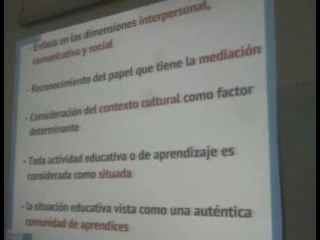 - Énfasis en las dimensiones interpersonal,
comunicativa y social
- Reconocimiento del papel que tiene la mediación
- Consideración del contexto cultural como factor
determinante
- Toda actividad educativa o de aprendizaje es
considerada como situada
- la situación educativa vista como una auténtica
comunidad de aprendices